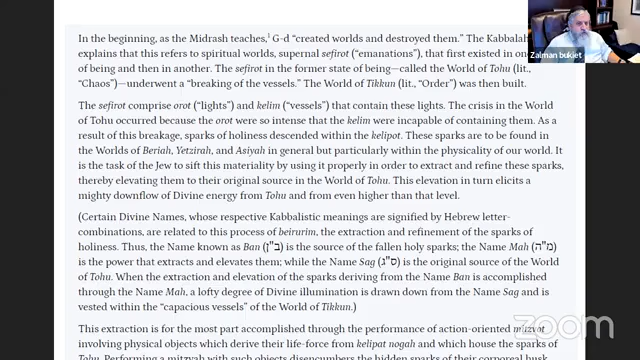 In the beginning, as the Midrash teaches,¹ G-d “created worlds and destroyed them.” The Kabbalah
explains that this refers to spiritual worlds, supernal sefirot (“emanations”), that first existed in one
of being and then in another. The sefirot in the former state of being—called the World of Tohu (lit.,
“Chaos”)—underwent a “breaking of the vessels.” The World of Tikkun (lit., “Order”) was then built.
The sefirot comprise orot (“lights”) and kelim (“vessels”) that contain these lights. The crisis in the World
of Tohu occurred because the orot were so intense that the kelim were incapable of containing them. As a
result of this breakage, sparks of holiness descended within the kelipot. These sparks are to be found in
the Worlds of Beriah, Yetzirah, and Asiyah in general but particularly within the physicality of our world. It
is the task of the Jew to sift this materiality by using it properly in order to extract and refine these sparks,
thereby elevating them to their original source in the World of Tohu. This elevation in turn elicits a
mighty downflow of Divine energy from Tohu and from even higher than that level.
(Certain Divine Names, whose respective Kabbalistic meanings are signified by Hebrew letter-
combinations, are related to this process of beirurim, the extraction and refinement of the sparks of
holiness. Thus, the Name known as Ban (ב"ן) is the source of the fallen holy sparks; the Name Mah (מ"ה)
is the power that extracts and elevates them; while the Name Sag (ס"ג) is the original source of the World
of Tohu. When the extraction and elevation of the sparks deriving from the Name Ban is accomplished
through the Name Mah, a lofty degree of Divine illumination is drawn down from the Name Sag and is
vested within the “capacious vessels” of the World of Tikkun.)
This extraction is for the most part accomplished through the performance of action-oriented mitzvot
involving physical objects which derive their life-force from kelipat nogah and which house the sparks of
Tohu. Performing a mitzvah with such objects disencumbers the hidden sparks of their corporeal husk
Zalman bukiet
zoom